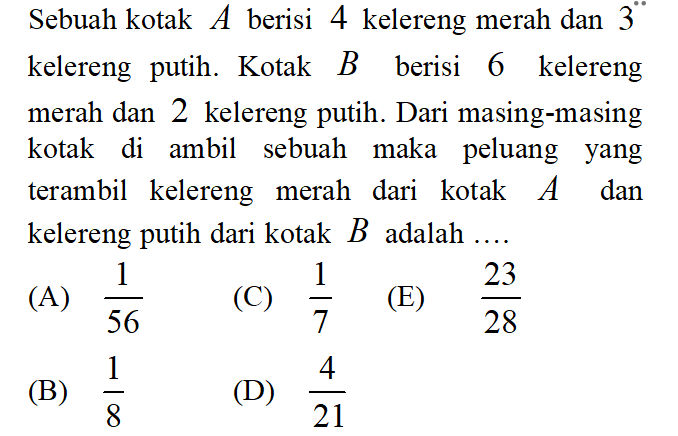 Sebuah kotak A berisi 4 kelereng merah dan 3
kelereng putih. Kotak B berisi 6 kelereng
merah dan 2 kelereng putih. Dari masing-masing
kotak di ambil sebuah maka peluang yang
terambil kelereng merah dari kotak A dan
kelereng putih dari kotak B adalah ….
(A) 1/56 (C) 1/7 (E) 23/28
(B) 1/8 (D) 4/21